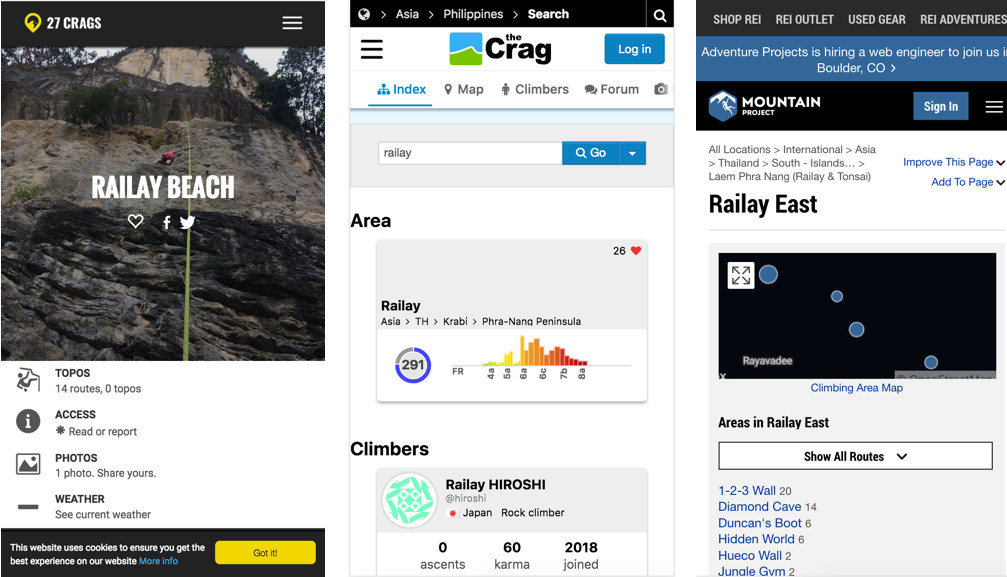 27 CRAGS
RAILAY BEACH
TOPOS
14 routes, 0 topos
ACCESS
Read or report
PHOTOS
1 photo. Share yours.
WEATHER
See current weather
This website uses cookies to ensure you get the
best experience on our website More info
Got it!
> Asia > Philippines > Search
the
Crag
Log in
Index Map Climbers Forum
railay
Go
Area
26
Railay
Asia > TH > Krabi > Phra-Nang Peninsula
291
FR 4a 5a 6a 6c 7b 8a
Climbers
Railay HIROSHI
@hiroshi
Japan Rock climber
0 60 2018
ascents karma joined
SHOP REI REI OUTLET USED GEAR REI ADVENTURES
Adventure Projects is hiring a web engineer to join us in
Boulder, CO >
MOUNTAIN
PROJECT
Sign In
All Locations > International > Asia
> Thailand > South - Islands... >
Laem Phra Nang (Railay & Tonsai)
Improve This Page
Add To Page
Railay East
Rayavadee
© OpenStreetMap
Climbing Area Map
Areas in Railay East
Show All Routes
1-2-3 Wall 20
Diamond Cave 14
Duncan's Boot 6
Hidden World 6
Hueco Wall 2
Jungle Gym 2